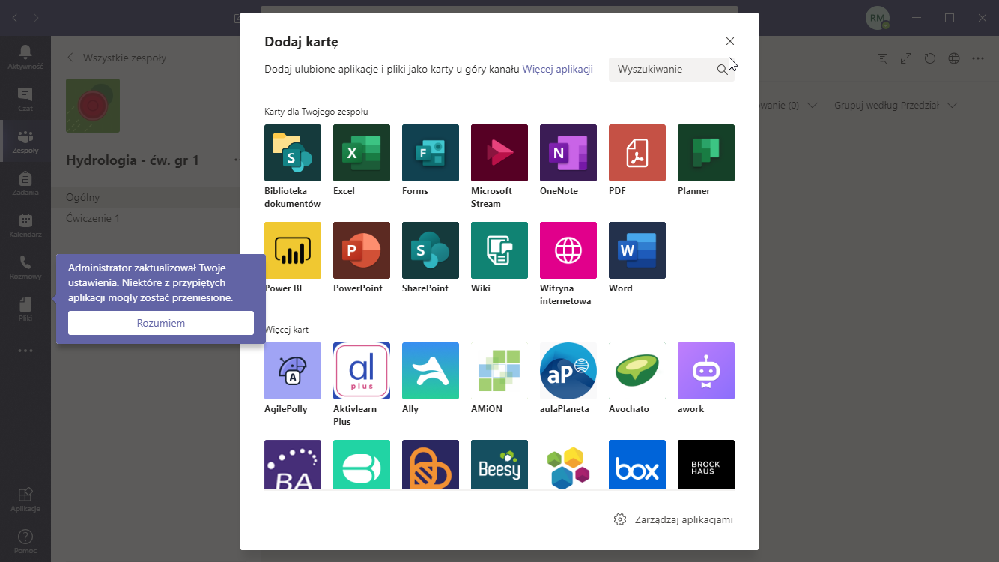 RM
Aktywność
Czat
Zespoły
Zadania
Kalendarz
Rozmowy
Pliki
Aplikacje
Pomoc
Wszystkie zespoły
Hydrologia - ćw. gr 1
Ogólny
Ćwiczenie 1
Administrator zaktualizował Twoje
ustawienia. Niektóre z przypiętych
aplikacji mogły zostać przeniesione.
Rozumiem
Dodaj kartę
Dodaj ulubione aplikacje i pliki jako karty u góry kanału Więcej aplikacji
Wyszukiwanie
Karty dla Twojego zespołu
S
X
F
N
Biblioteka dokumentów
Excel
Forms
Microsoft Stream
OneNote
PDF
Planner
P
S
W
Power BI
PowerPoint
SharePoint
Wiki
Witryna internetowa
Word
Więcej kart
A
al
plus
aP
AgilePolly
Aktivlearn Plus
Ally
AMiON
aulaPlaneta
Avochato
awork
BA
Beesy
box
BROCK
HAUS
Zarządzaj aplikacjami
(0)
Grupuj według Przedział